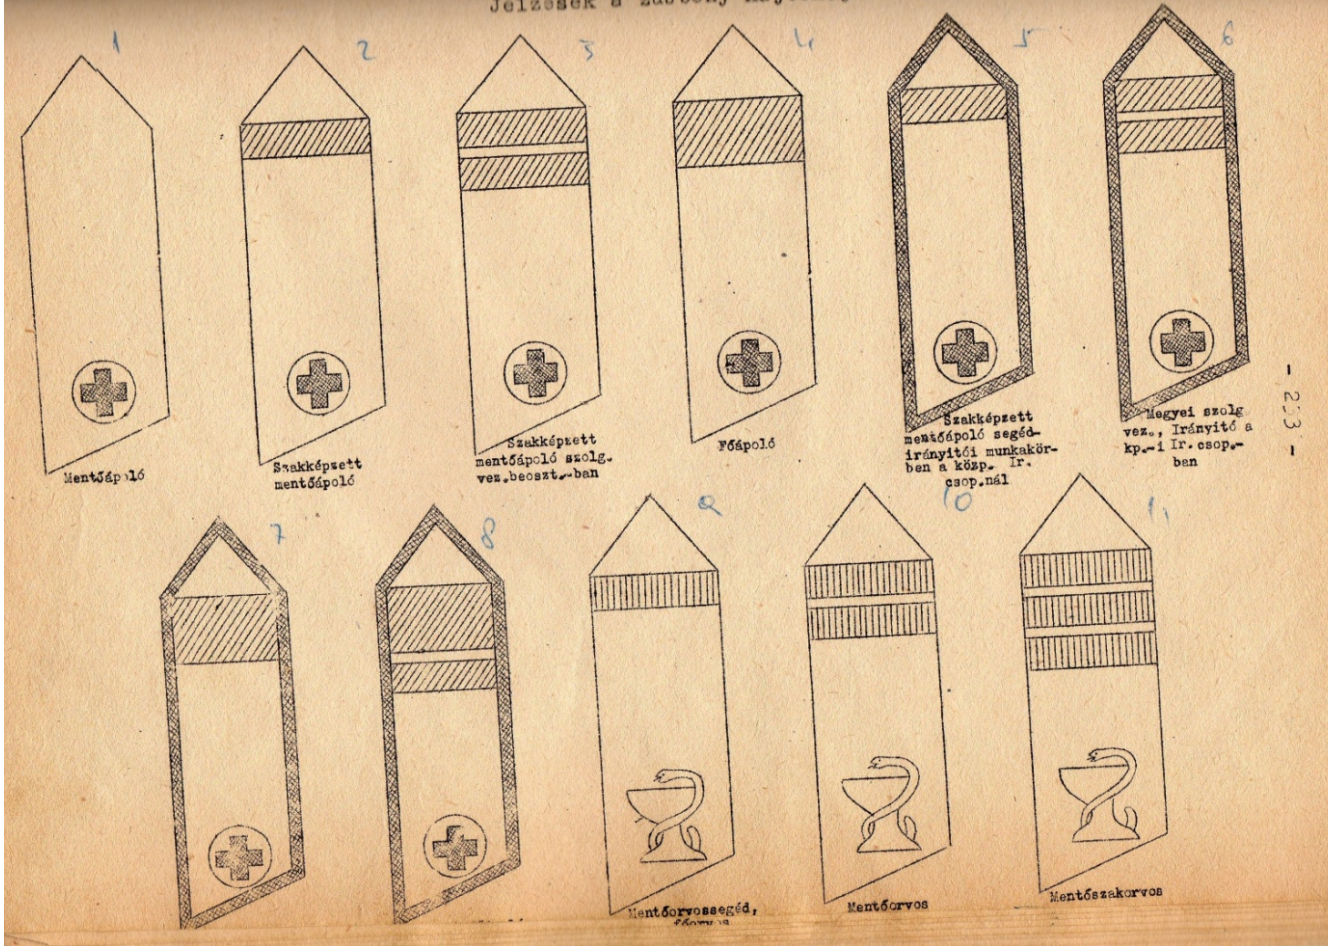 Jelzések a zubbony
1
2
3
4
5
6
Mentőápoló
Szakképzett
mentőápoló
Szakképzett
mentőápoló szolg.
vez.beoszt.-ban
Főápoló
Szakképzett
mentőápoló segéd-
irányítói munkakör-
ben a közp. Ir.
csop.nál
Megyei szolg
vez., Irányító a
kp.-i Ir. csop.-
ban
- 233 -
7
8
9
10
11
Mentőorvossegéd,
Mentőorvos
Mentőszakorvos